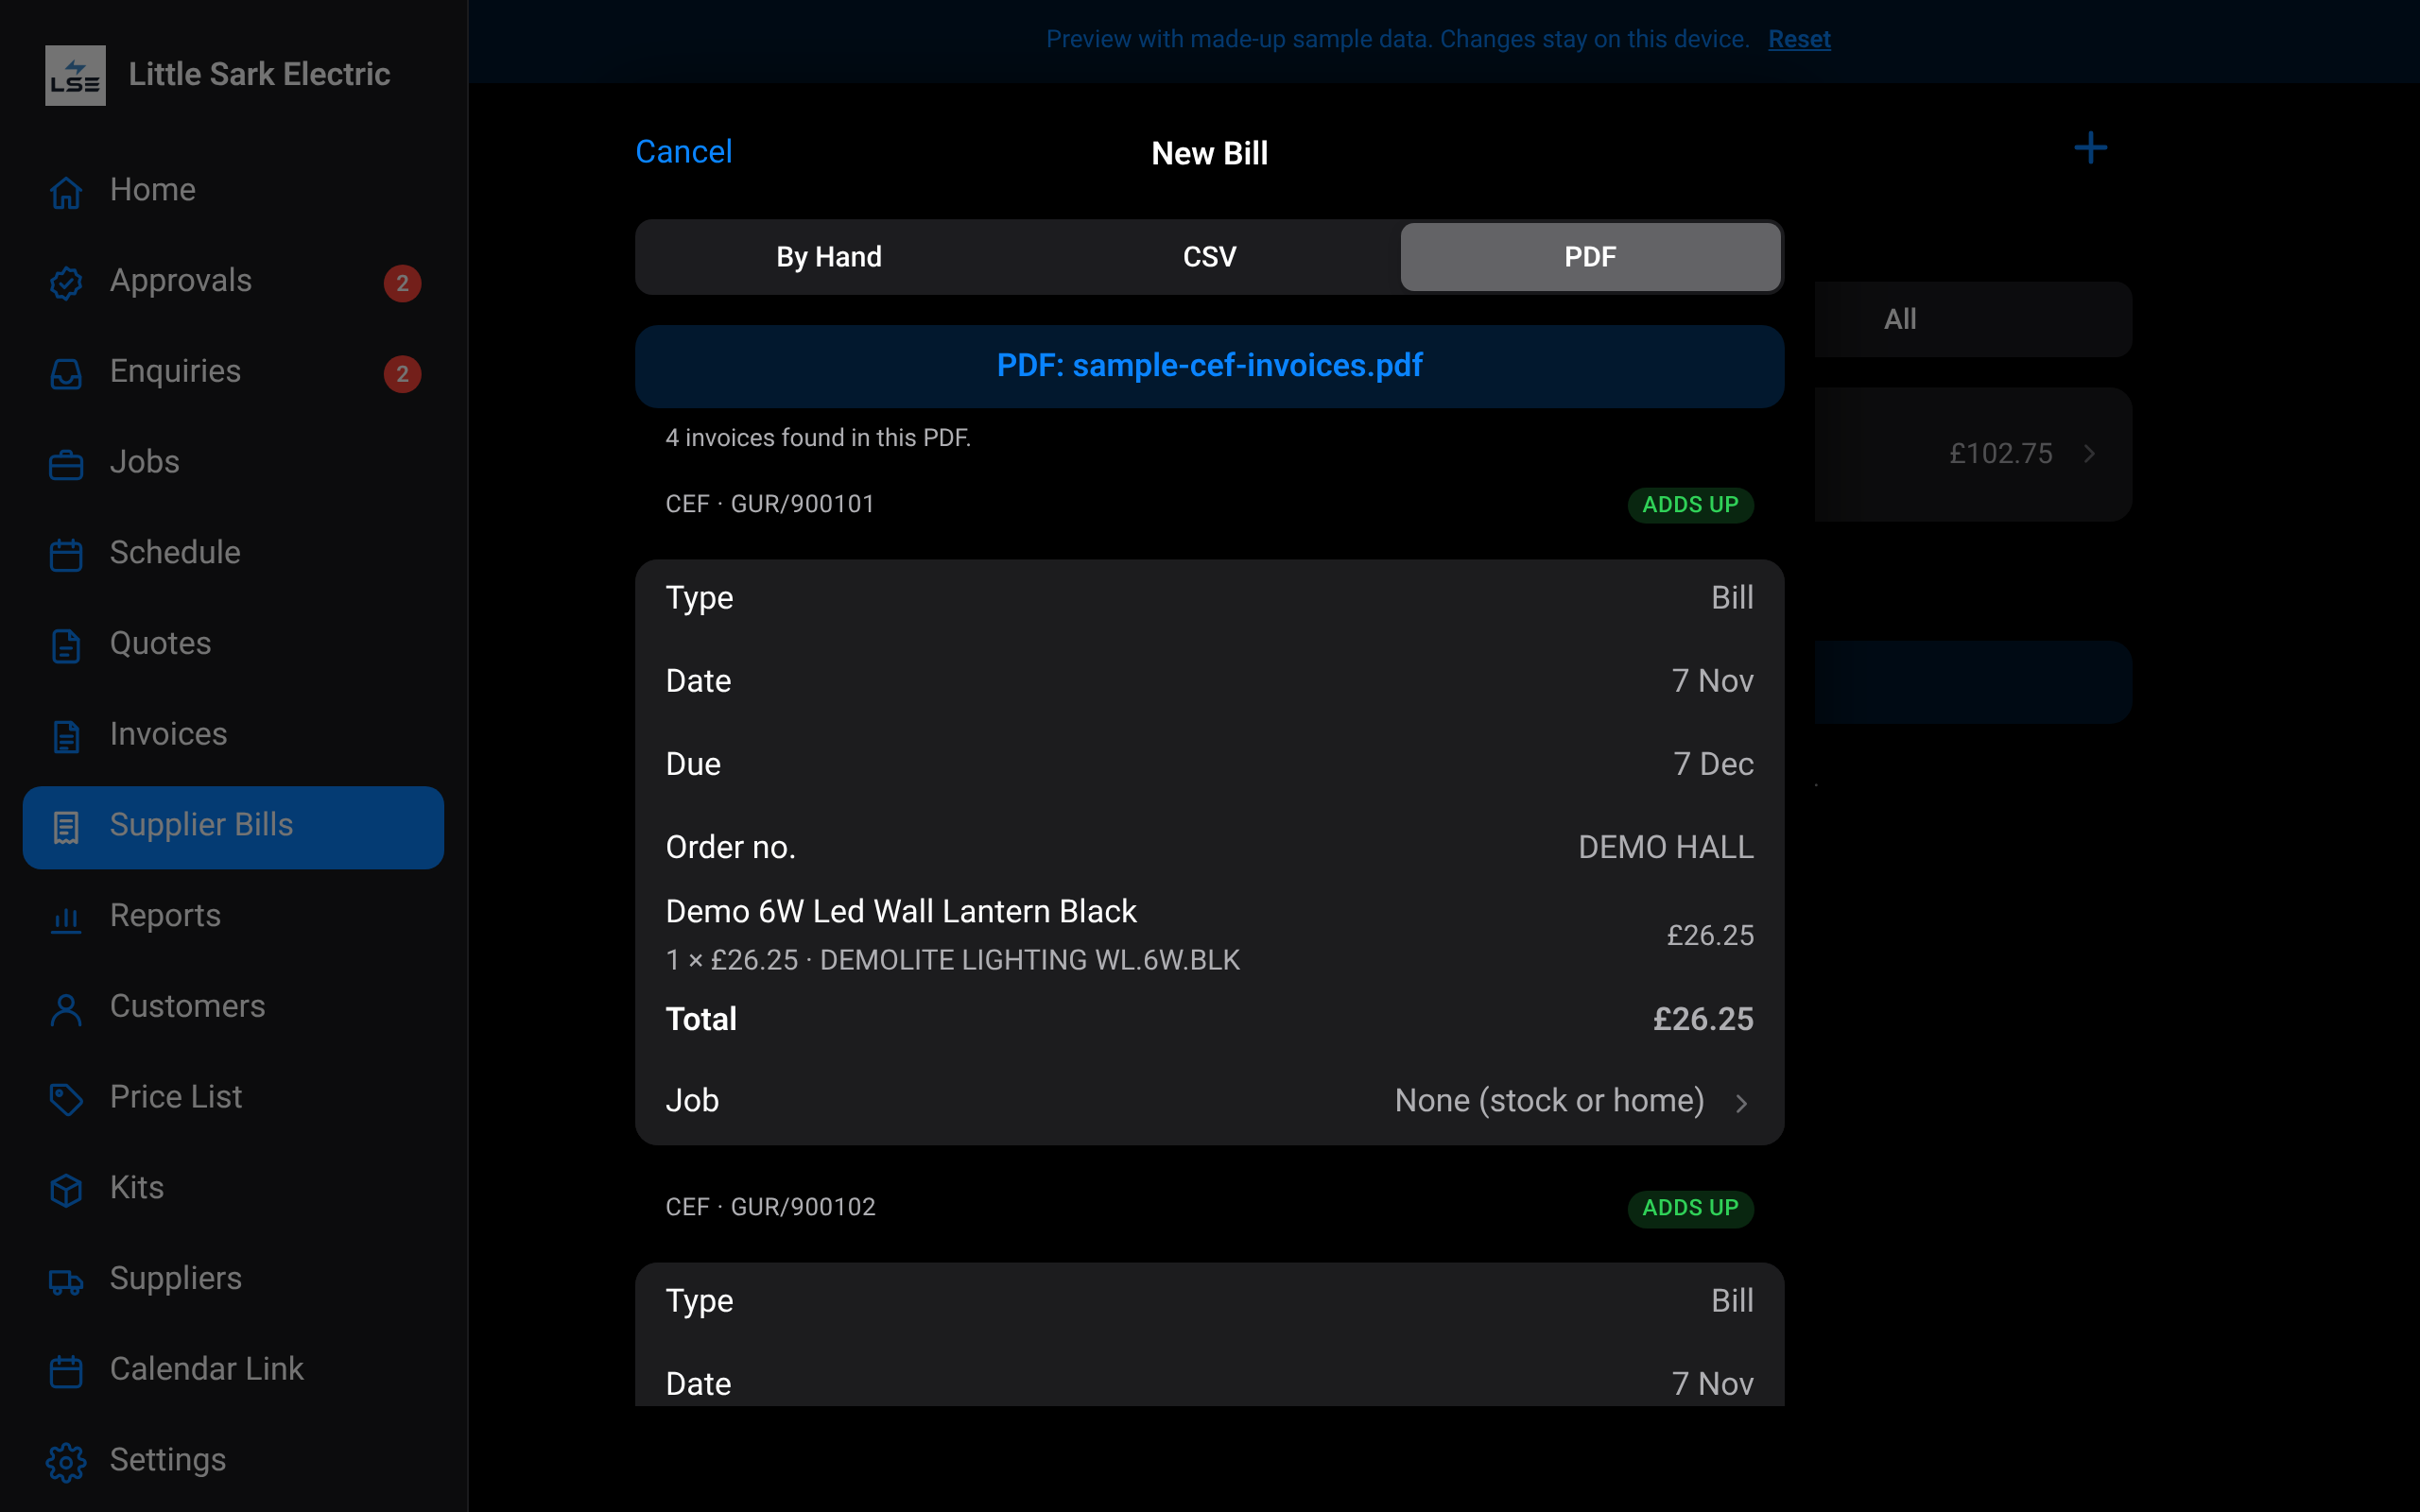 LSE
Little Sark Electric
Home
Approvals 2
Enquiries 2
Jobs
Schedule
Quotes
Invoices
Supplier Bills
Reports
Customers
Price List
Kits
Suppliers
Calendar Link
Settings
Preview with made-up sample data. Changes stay on this device. Reset
Cancel New Bill
By Hand CSV PDF
PDF: sample-cef-invoices.pdf
4 invoices found in this PDF.
CEF · GUR/900101 ADDS UP
Type Bill
Date 7 Nov
Due 7 Dec
Order no. DEMO HALL
Demo 6W Led Wall Lantern Black
1 × £26.25 · DEMOLITE LIGHTING WL.6W.BLK
£26.25
Total £26.25
Job None (stock or home)
CEF · GUR/900102 ADDS UP
Type Bill
Date 7 Nov
All
£102.75